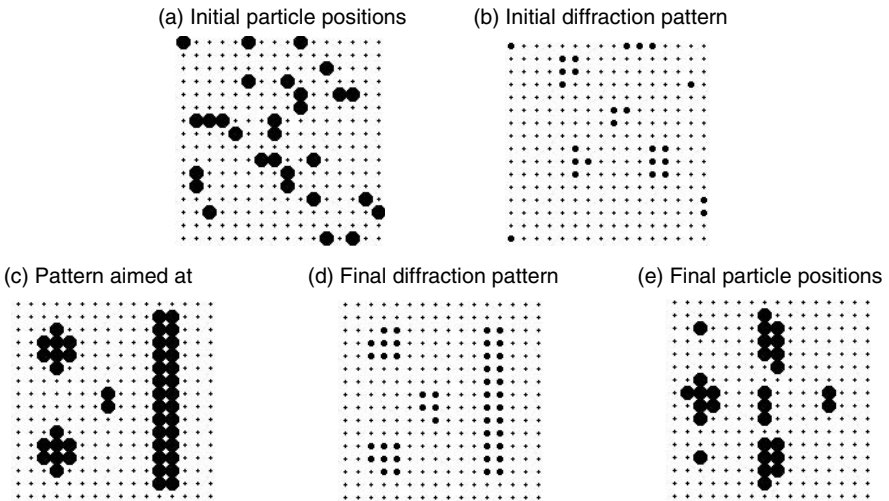 (a) Initial particle positions
(b) Initial diffraction pattern
(c) Pattern aimed at
(d) Final diffraction pattern
(e) Final particle positions